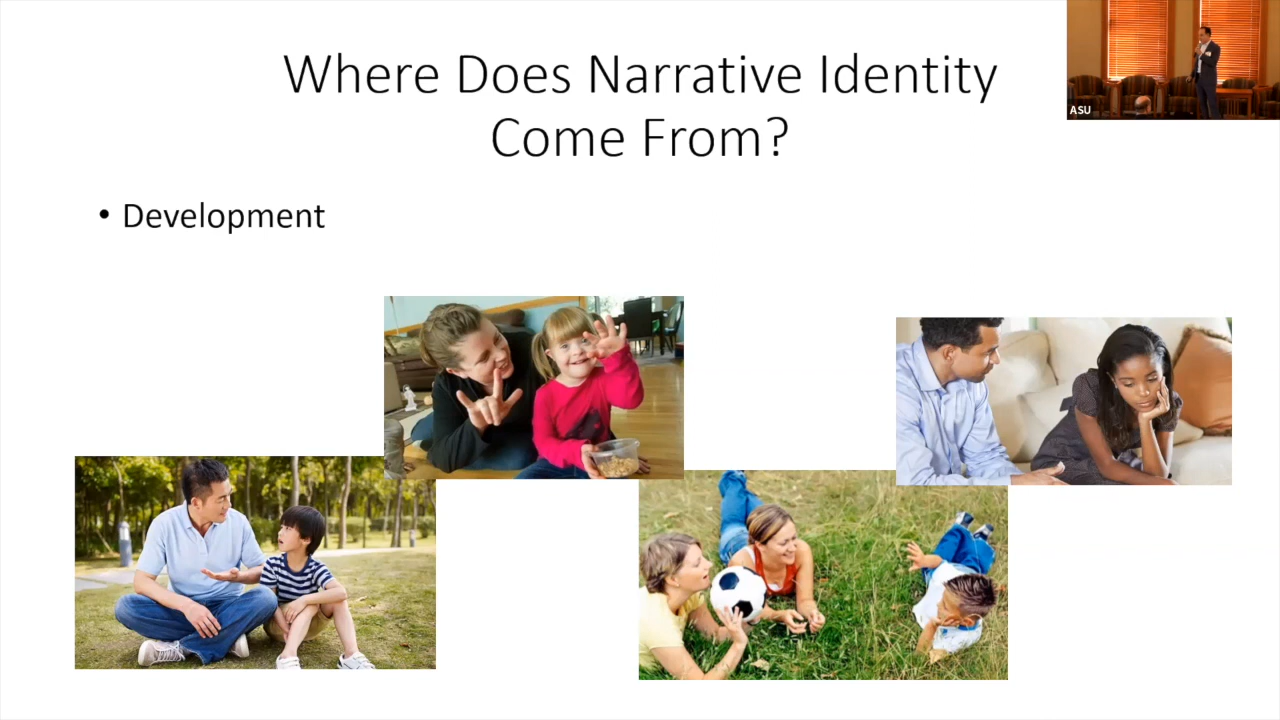 Where Does Narrative Identity
Come From?
ASU
• Development